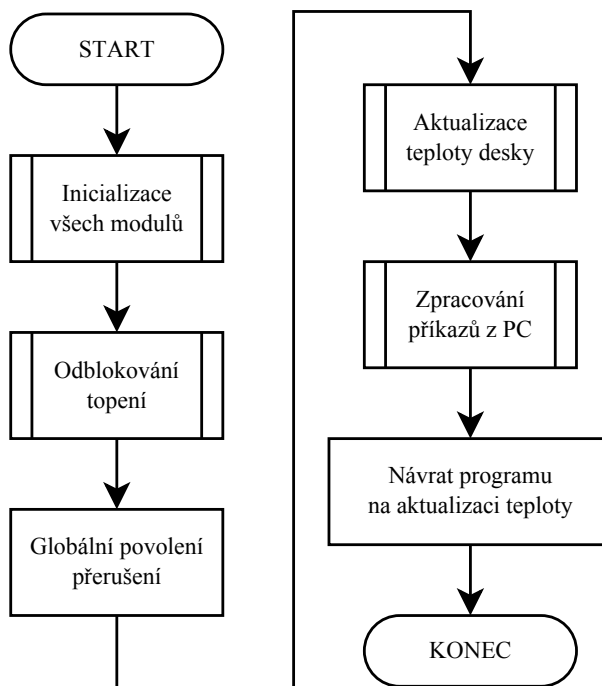 START
Inicializace
všech modulů
Odblokování
topení
Globální povolení
přerušení
Aktualizace
teploty desky
Zpracování
příkazů z PC
Návrat programu
na aktualizaci teploty
KONEC